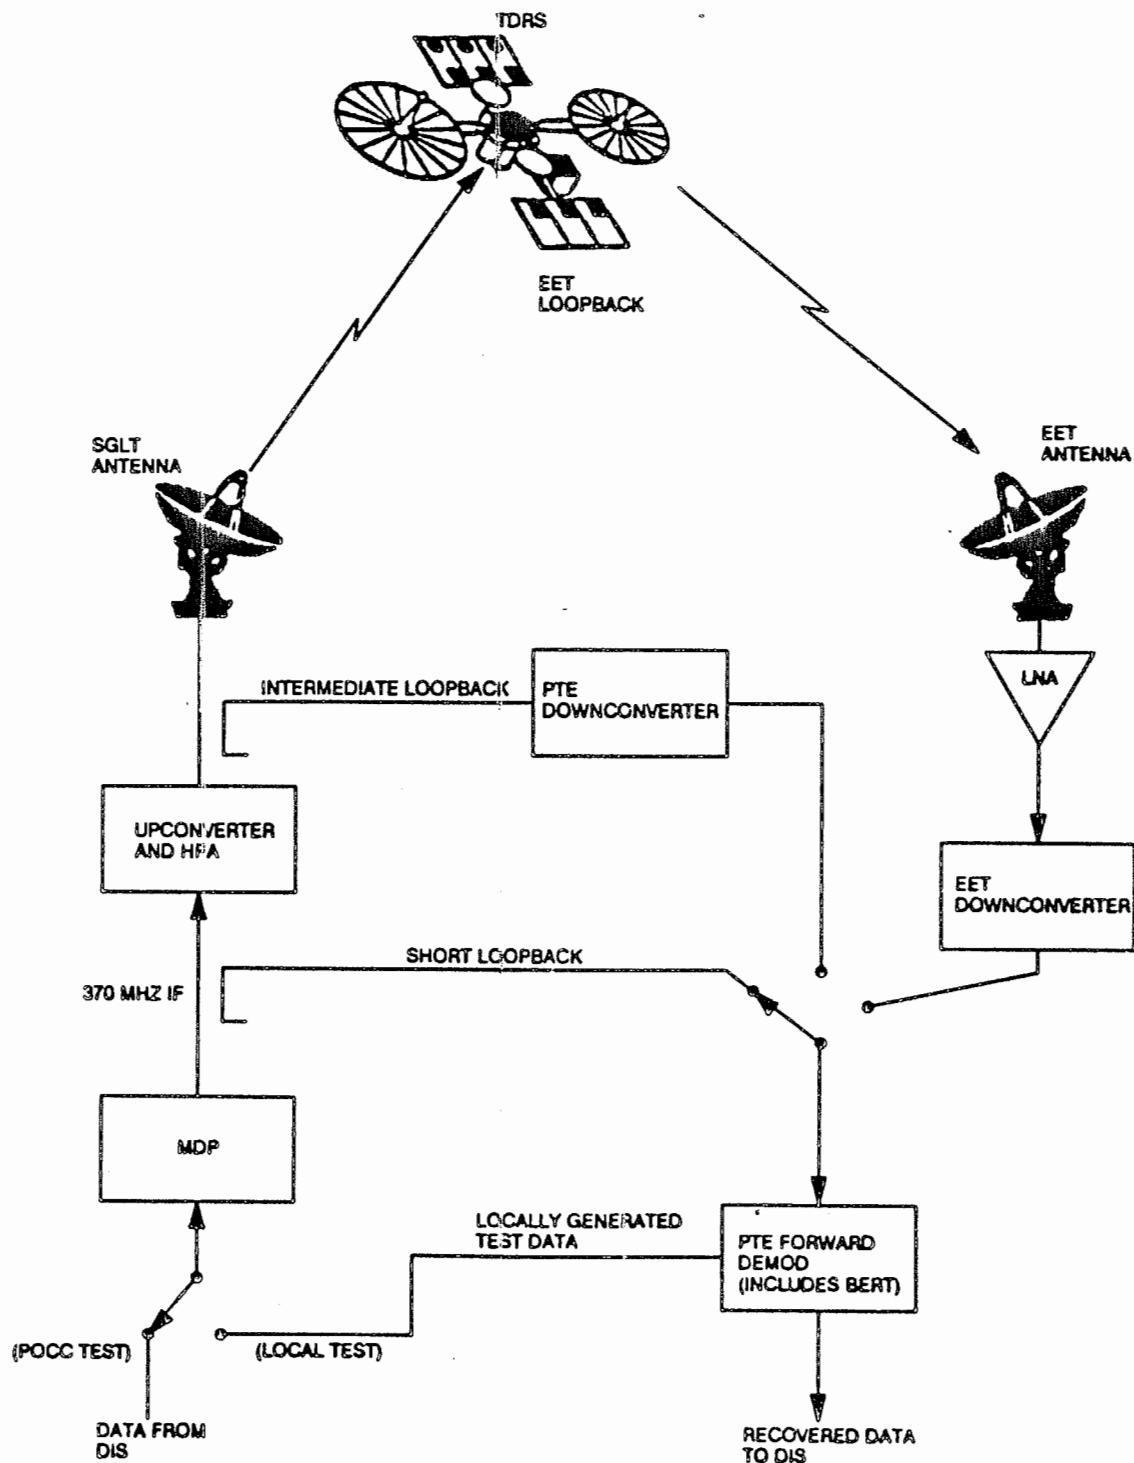 TDRS
EET
LOOPBACK
SGLT
ANTENNA
EET
ANTENNA
INTERMEDIATE LOOPBACK
PTE
DOWNCONVERTER
LNA
UPCONVERTER
AND HPA
EET
DOWNCONVERTER
SHORT LOOPBACK
370 MHZ IF
MDP
LOCALLY GENERATED
TEST DATA
PTE FORWARD
DEMOD
(INCLUDES BERT)
(POCC TEST)
(LOCAL TEST)
DATA FROM
DIS
RECOVERED DATA
TO DIS